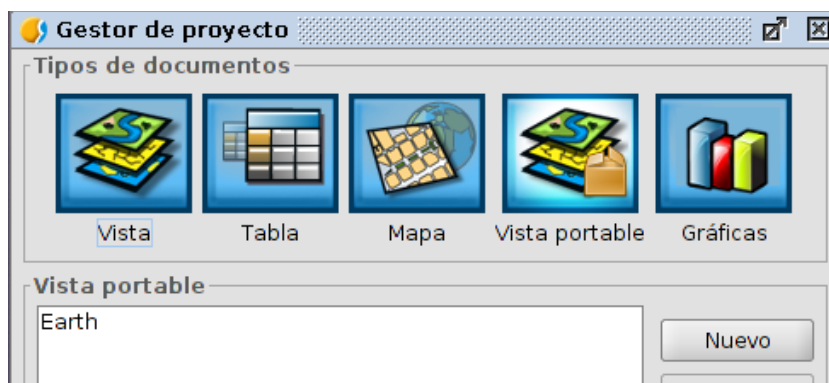 Gestor de proyecto
Tipos de documentos
Vista Tabla Mapa Vista portable Gráficas
Vista portable
Earth
Nuevo